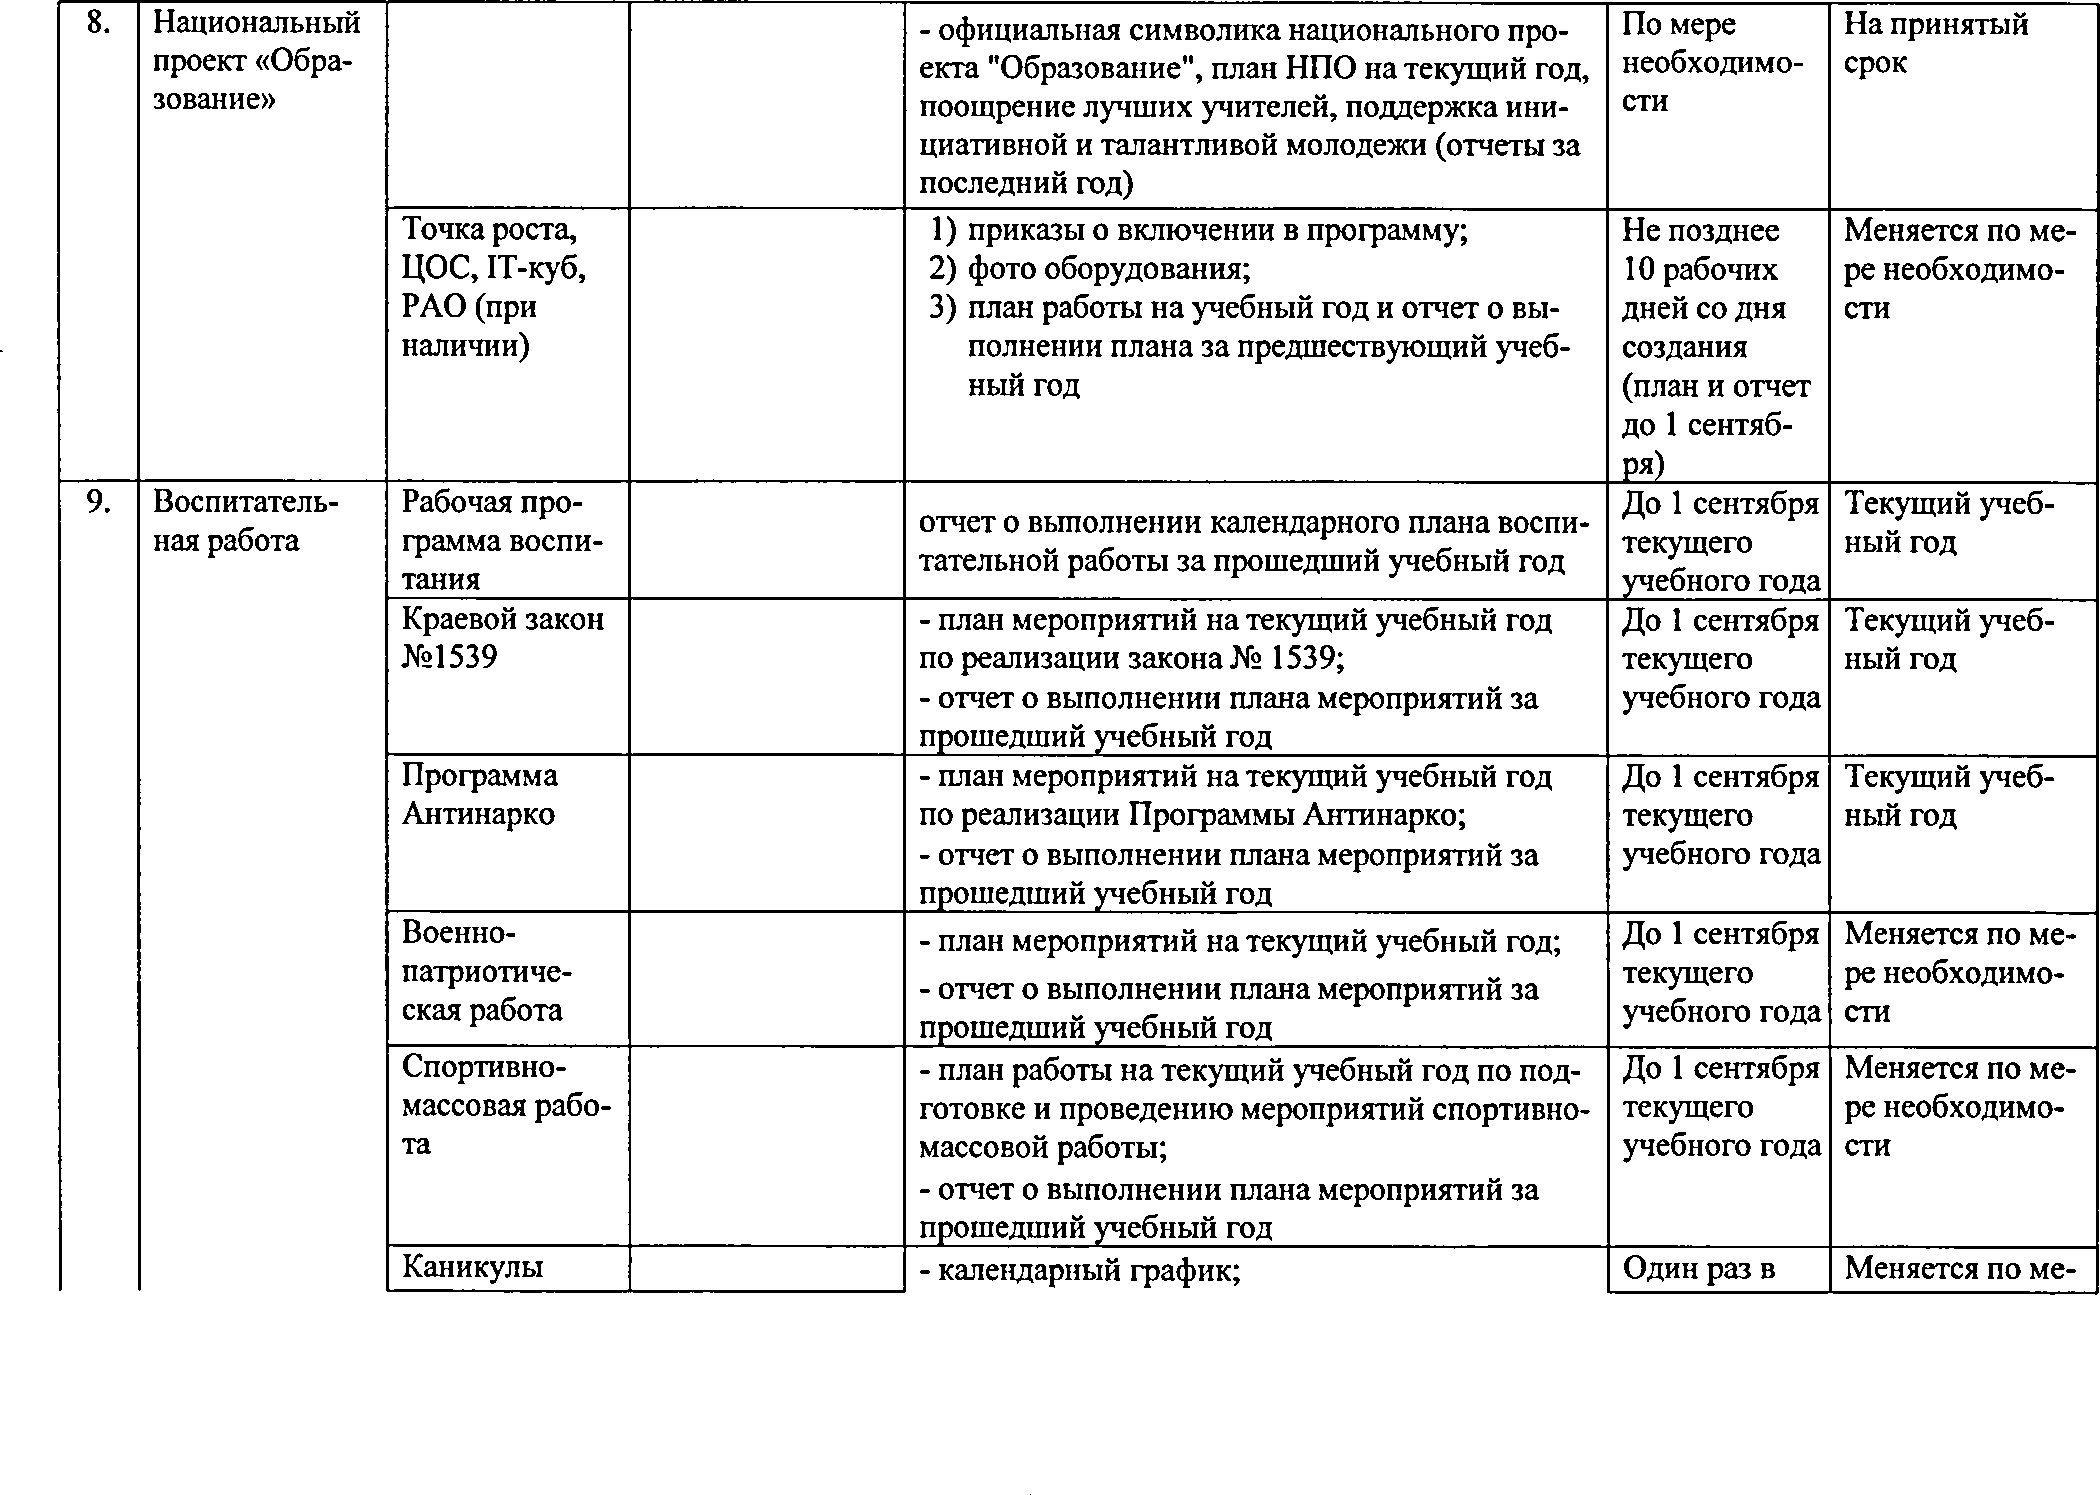 8.
Национальный
проект «Обра-
зование»
- официальная символика национального про-
екта "Образование", план НПО на текущий год,
поощрение лучших учителей, поддержка ини-
циативной и талантливой молодежи (отчеты за
последний год)
По мере
необходимо-
сти
На принятый
срок
Точка роста,
ЦОС, IT-куб,
РАО (при
наличии)
1) приказы о включении в программу;
2) фото оборудования;
3) план работы на учебный год и отчет о вы-
полнении плана за предшествующий учеб-
ный год
Не позднее
10 рабочих
дней со дня
создания
(план и отчет
до 1 сентяб-
ря)
Меняется по ме-
ре необходимо-
сти
9.
Воспитатель-
ная работа
Рабочая про-
грамма воспи-
тания
отчет о выполнении календарного плана воспи-
тательной работы за прошедший учебный год
До 1 сентября
текущего
учебного года
Текущий учеб-
ный год
Краевой закон
№1539
- план мероприятий на текущий учебный год
по реализации закона № 1539;
- отчет о выполнении плана мероприятий за
прошедший учебный год
До 1 сентября
текущего
учебного года
Текущий учеб-
ный год
Программа
Антинарко
- план мероприятий на текущий учебный год
по реализации Программы Антинарко;
- отчет о выполнении плана мероприятий за
прошедший учебный год
До 1 сентября
текущего
учебного года
Текущий учеб-
ный год
Военно-
патриотиче-
ская работа
- план мероприятий на текущий учебный год;
- отчет о выполнении плана мероприятий за
прошедший учебный год
До 1 сентября
текущего
учебного года
Меняется по ме-
ре необходимо-
сти
Спортивно-
массовая рабо-
та
- план работы на текущий учебный год по под-
готовке и проведению мероприятий спортивно-
массовой работы;
- отчет о выполнении плана мероприятий за
прошедший учебный год
До 1 сентября
текущего
учебного года
Меняется по ме-
ре необходимо-
сти
Каникулы
- календарный график;
Один раз в
Меняется по ме-